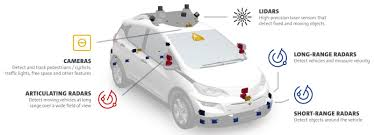 LIDARS
High-precision laser sensors that
detect fixed and moving objects
CAMERAS
Detect and track pedestrians / cyclists,
traffic lights, free space and other features
LONG-RANGE RADARS
Detect vehicles and measure velocity
ARTICULATING RADARS
Detect moving vehicles at long
range over a wide field of view
SHORT-RANGE RADARS
Detect objects around the vehicle